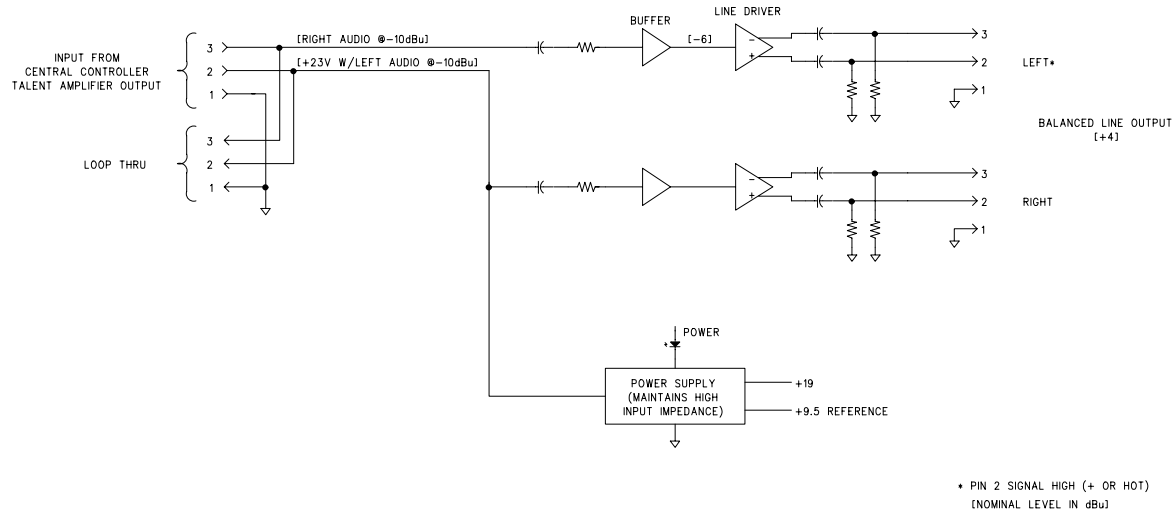 INPUT FROM
CENTRAL CONTROLLER
TALENT AMPLIFIER OUTPUT
3
2
1
LOOP THRU
3
2
1
[RIGHT AUDIO @-10dBu]
[+23V W/LEFT AUDIO @-10dBu]
BUFFER
[-6]
LINE DRIVER
-
+
3
2
1
LEFT*
BALANCED LINE OUTPUT
[+4]
-
+
3
2
1
RIGHT
POWER
*
POWER SUPPLY
(MAINTAINS HIGH
INPUT IMPEDANCE)
+19
+9.5 REFERENCE
* PIN 2 SIGNAL HIGH (+ OR HOT)
[NOMINAL LEVEL IN dBu]